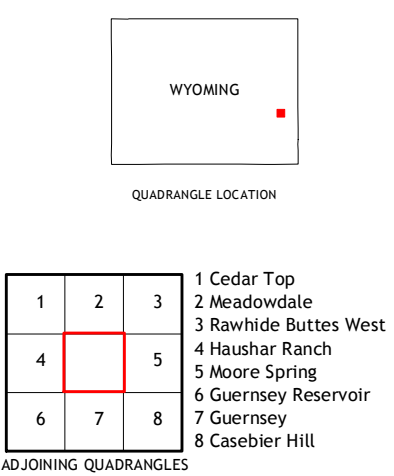 WYOMING
QUADRANGLE LOCATION
1 2 3
4 5
6 7 8
1 Cedar Top
2 Meadowdale
3 Rawhide Buttes West
4 Haushar Ranch
5 Moore Spring
6 Guernsey Reservoir
7 Guernsey
8 Casebier Hill
ADJOINING QUADRANGLES